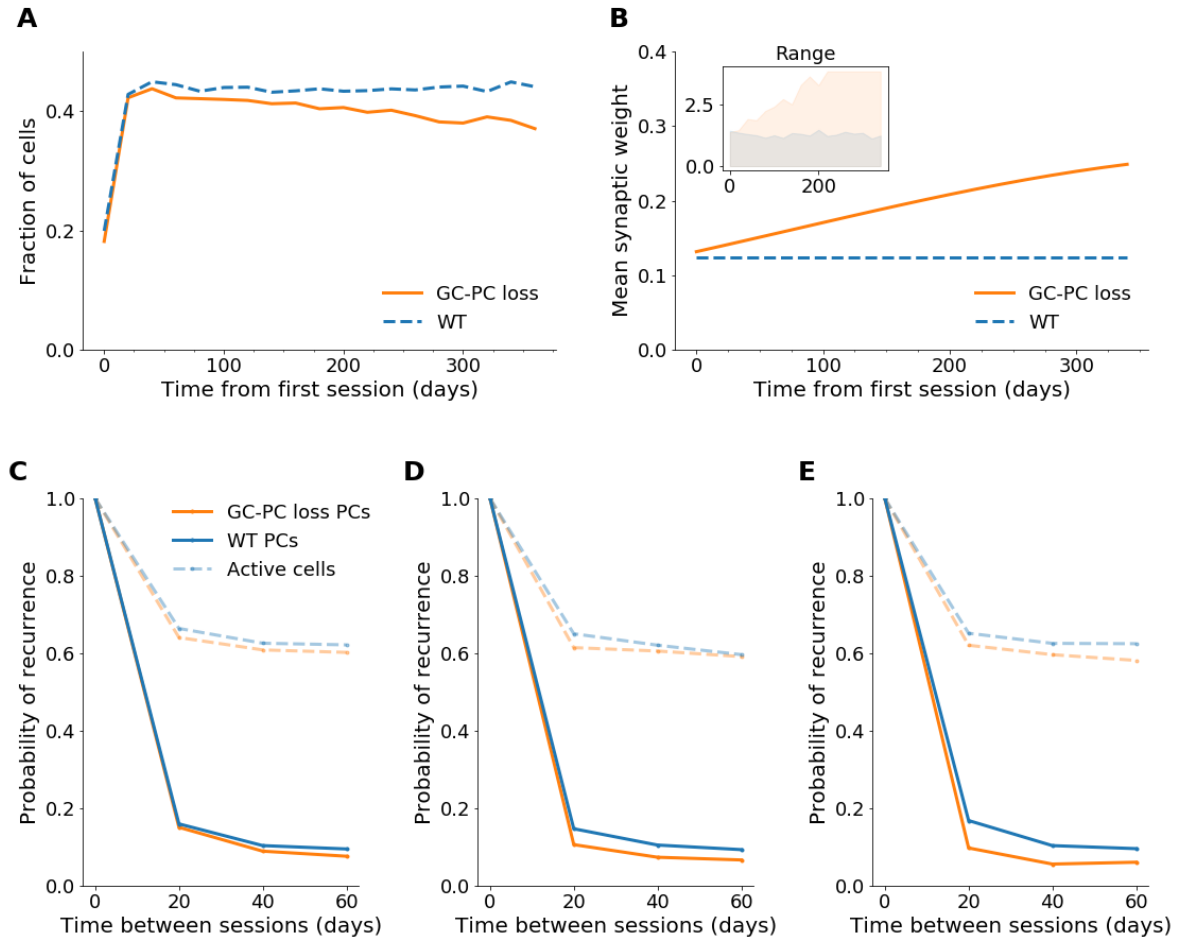 A
Fraction of cells
0.4
0.2
0.0
0 100 200 300
Time from first session (days)
GC-PC loss
WT
B
Mean synaptic weight
0.4
0.3
0.2
0.1
0.0
0 100 200 300
Time from first session (days)
Range
2.5
0.0
0 200
GC-PC loss
WT
C
Probability of recurrence
1.0
0.8
0.6
0.4
0.2
0.0
0 20 40 60
Time between sessions (days)
GC-PC loss PCs
WT PCs
Active cells
D
Probability of recurrence
1.0
0.8
0.6
0.4
0.2
0.0
0 20 40 60
Time between sessions (days)
E
Probability of recurrence
1.0
0.8
0.6
0.4
0.2
0.0
0 20 40 60
Time between sessions (days)